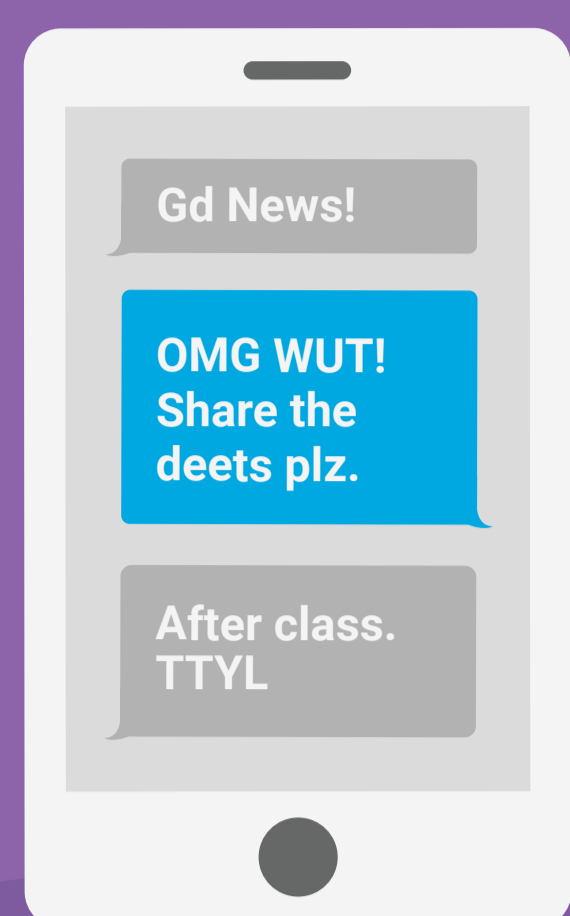 Gd News!
OMG WUT!
Share the
deets plz.
After class.
TTYL